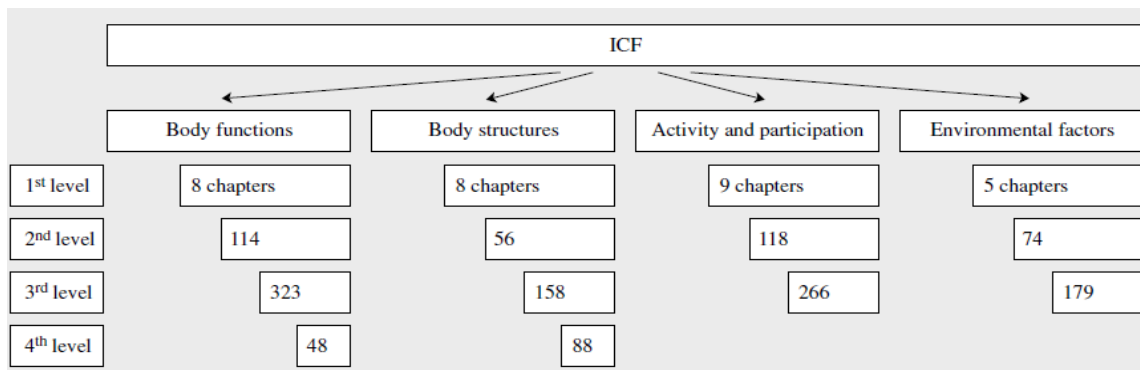 ICF
Body functions Body structures Activity and participation Environmental factors
1st level 8 chapters 8 chapters 9 chapters 5 chapters
2nd level 114 56 118 74
3rd level 323 158 266 179
4th level 48 88